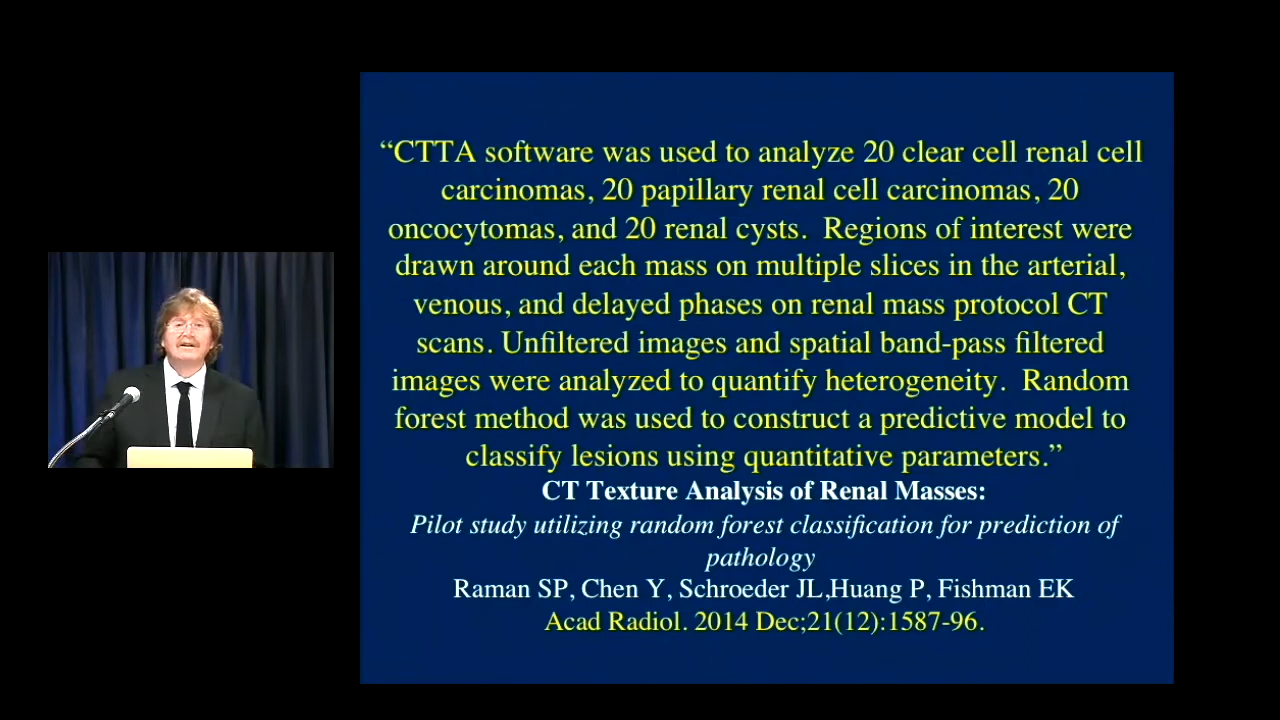 “CTTA software was used to analyze 20 clear cell renal cell
carcinomas, 20 papillary renal cell carcinomas, 20
oncocytomas, and 20 renal cysts.  Regions of interest were
drawn around each mass on multiple slices in the arterial,
venous, and delayed phases on renal mass protocol CT
scans. Unfiltered images and spatial band-pass filtered
images were analyzed to quantify heterogeneity.  Random
forest method was used to construct a predictive model to
classify lesions using quantitative parameters.”
CT Texture Analysis of Renal Masses:
Pilot study utilizing random forest classification for prediction of
pathology
Raman SP, Chen Y, Schroeder JL,Huang P, Fishman EK
Acad Radiol. 2014 Dec;21(12):1587-96.